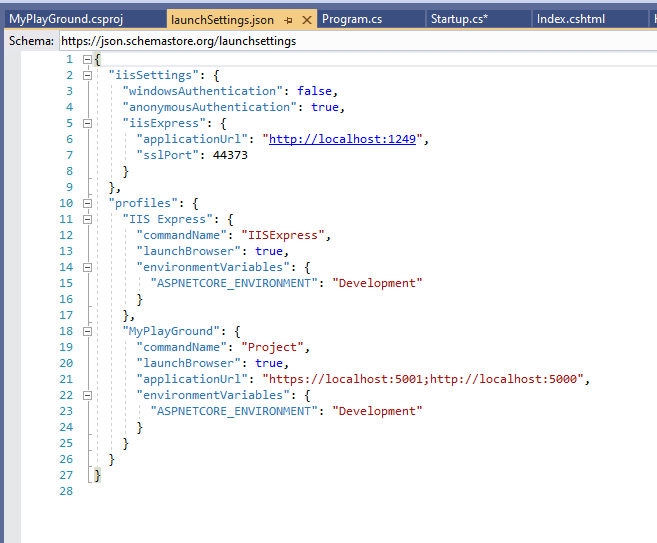 MyPlayGround.csproj launchSettings.json Program.cs Startup.cs* Index.cshtml
Schema: https://json.schemastore.org/launchsettings
1 {
2 "iisSettings": {
3 "windowsAuthentication": false,
4 "anonymousAuthentication": true,
5 "iisExpress": {
6 "applicationUrl": "http://localhost:1249",
7 "sslPort": 44373
8 }
9 },
10 "profiles": {
11 "IIS Express": {
12 "commandName": "IISExpress",
13 "launchBrowser": true,
14 "environmentVariables": {
15 "ASPNETCORE_ENVIRONMENT": "Development"
16 }
17 },
18 "MyPlayGround": {
19 "commandName": "Project",
20 "launchBrowser": true,
21 "applicationUrl": "https://localhost:5001;http://localhost:5000",
22 "environmentVariables": {
23 "ASPNETCORE_ENVIRONMENT": "Development"
24 }
25 }
26 }
27 }
28